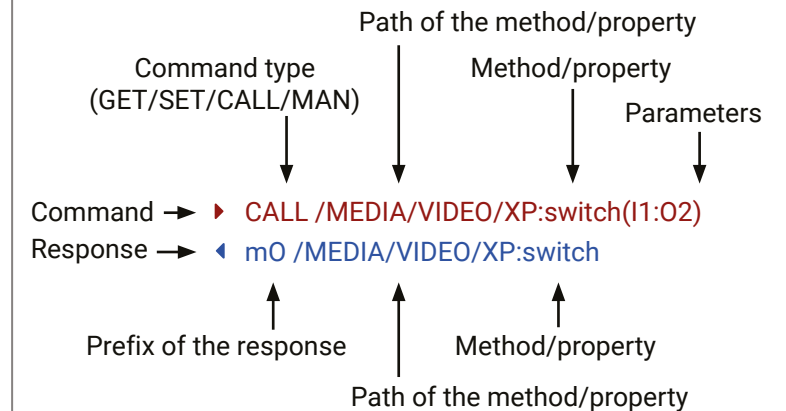 Path of the method/property
Command type
(GET/SET/CALL/MAN)
Method/property
Parameters
Command
CALL /MEDIA/VIDEO/XP:switch(I1:O2)
Response
mO /MEDIA/VIDEO/XP:switch
Prefix of the response
Method/property
Path of the method/property